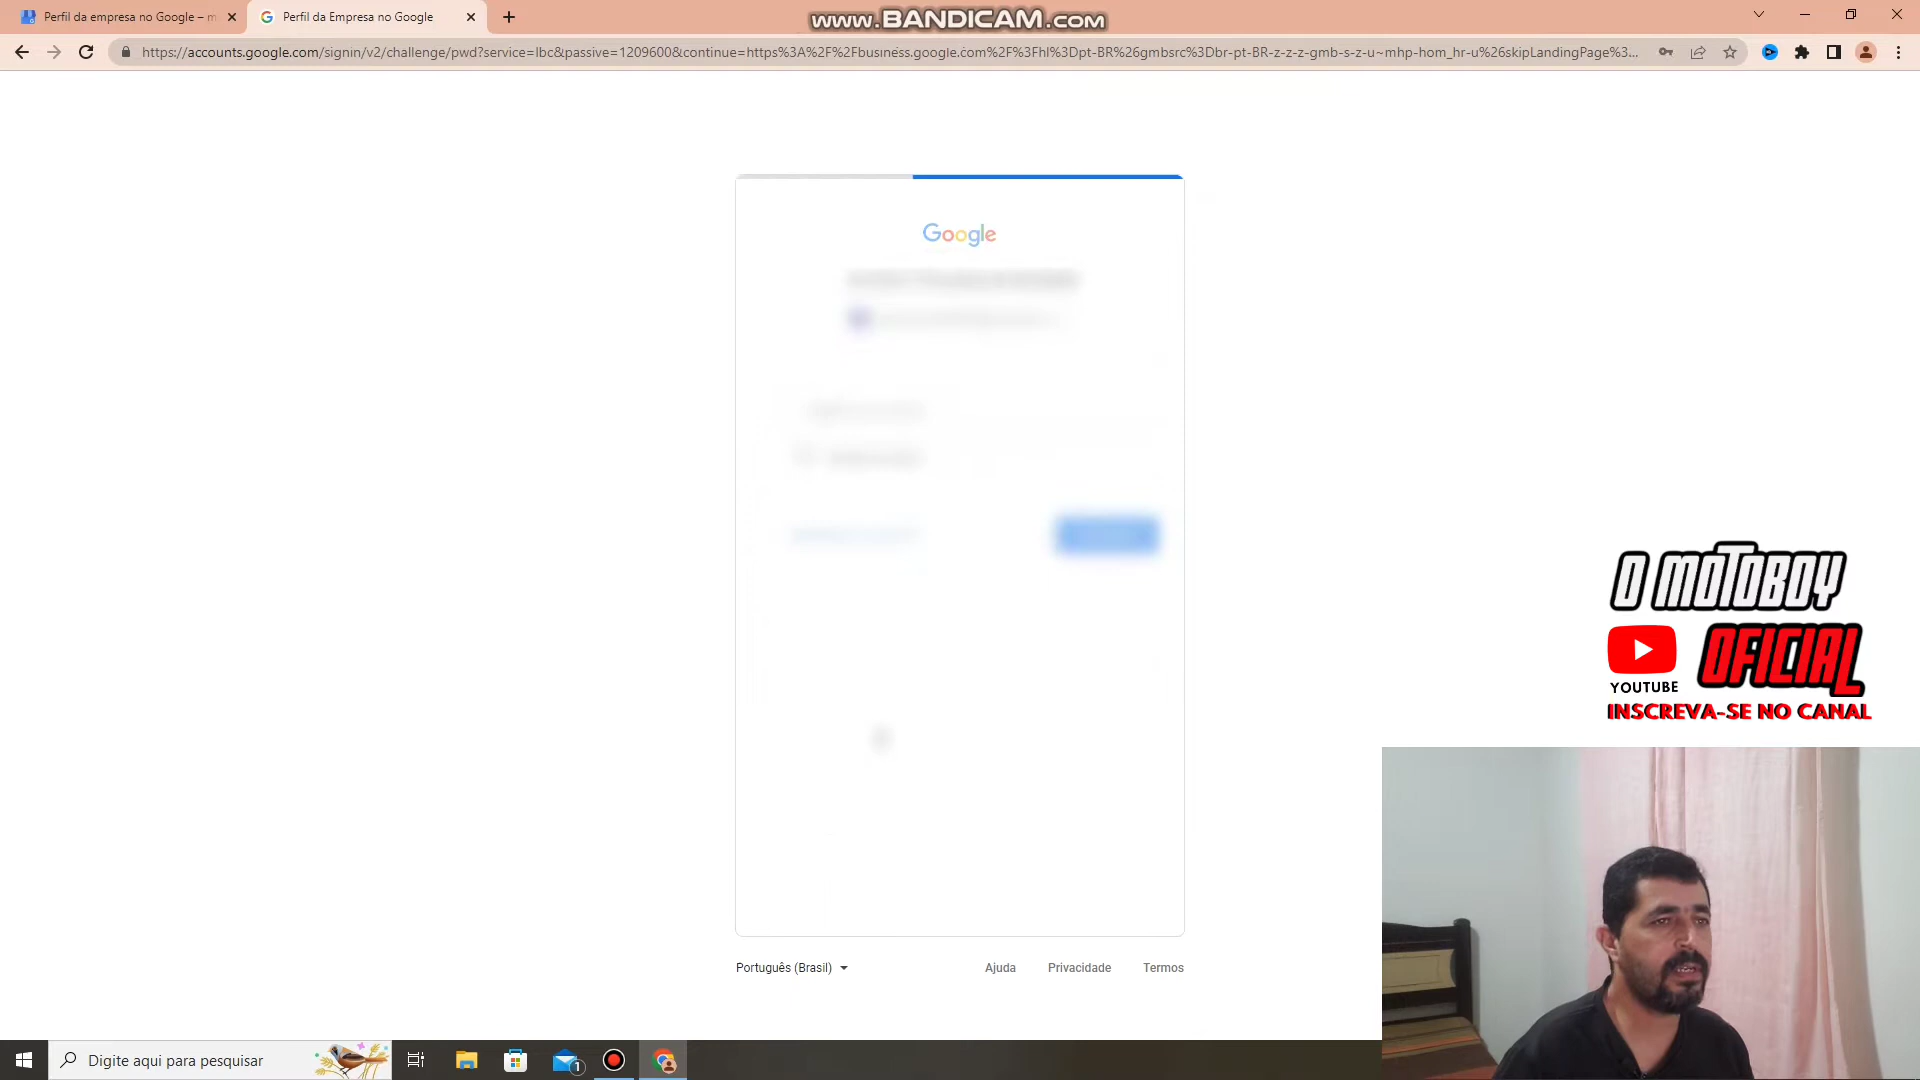 Perfil da empresa no Google – m
Perfil da Empresa no Google
WWW.BANDICAM.COM
https://accounts.google.com/signin/v2/challenge/pwd?service=lbc&passive=1209600&continue=https%3A%2F%2Fbusiness.google.com%2F%3Fhl%3Dpt-BR%26gmbsrc%3Dbr-pt-BR-z-z-z-gmb-s-z-u~mhp-hom_hr-u%26skipLandingPage%3...
Google
O MOTOBOY
OFICIAL
YOUTUBE
INSCREVA-SE NO CANAL
Português (Brasil)
Ajuda
Privacidade
Termos
Digite aqui para pesquisar
1